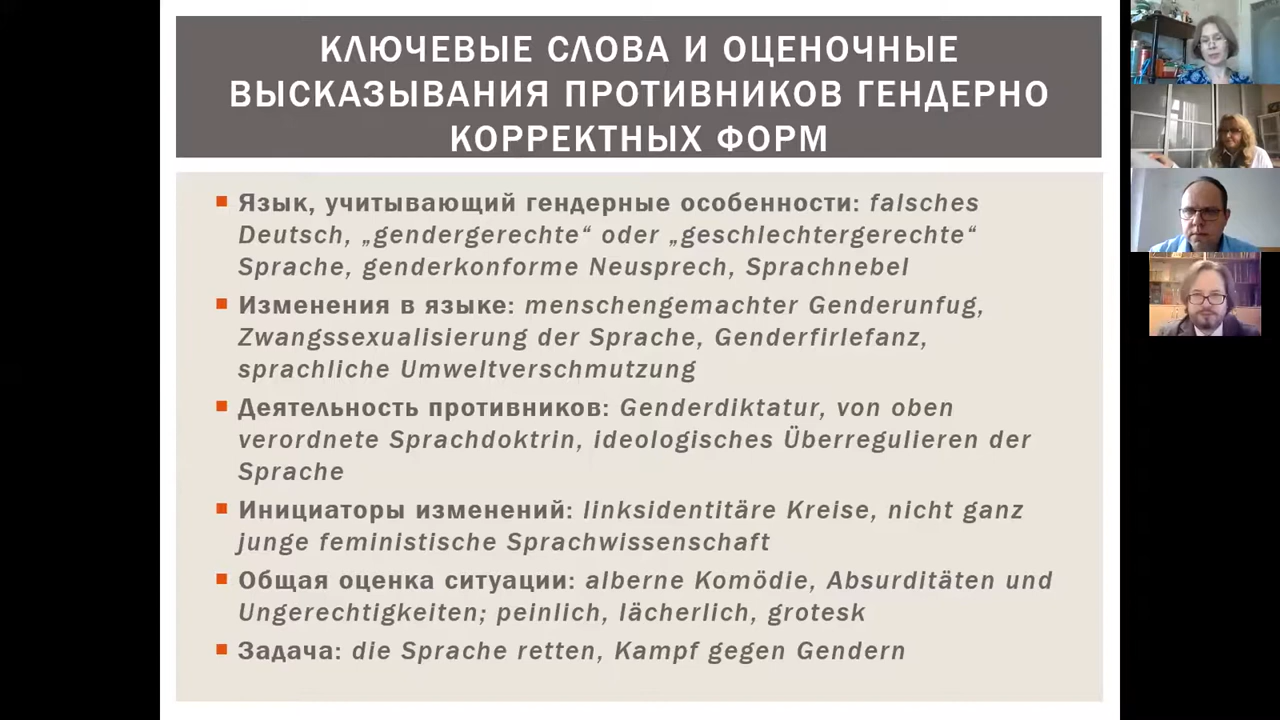 КЛЮЧЕВЫЕ СЛОВА И ОЦЕНОЧНЫЕ
ВЫСКАЗЫВАНИЯ ПРОТИВНИКОВ ГЕНДЕРНО
КОРРЕКТНЫХ ФОРМ
Язык, учитывающий гендерные особенности: falsches
Deutsch, „gendergerechte“ oder „geschlechtergerechte“
Sprache, genderkonforme Neusprech, Sprachnebel
Изменения в языке: menschengemachter Genderunfug,
Zwangssexualisierung der Sprache, Genderfirlefanz,
sprachliche Umweltverschmutzung
Деятельность противников: Genderdiktatur, von oben
verordnete Sprachdoktrin, ideologisches Überregulieren der
Sprache
Инициаторы изменений: linksidentitäre Kreise, nicht ganz
junge feministische Sprachwissenschaft
Общая оценка ситуации: alberne Komödie, Absurditäten und
Ungerechtigkeiten; peinlich, lächerlich, grotesk
Задача: die Sprache retten, Kampf gegen Gendern